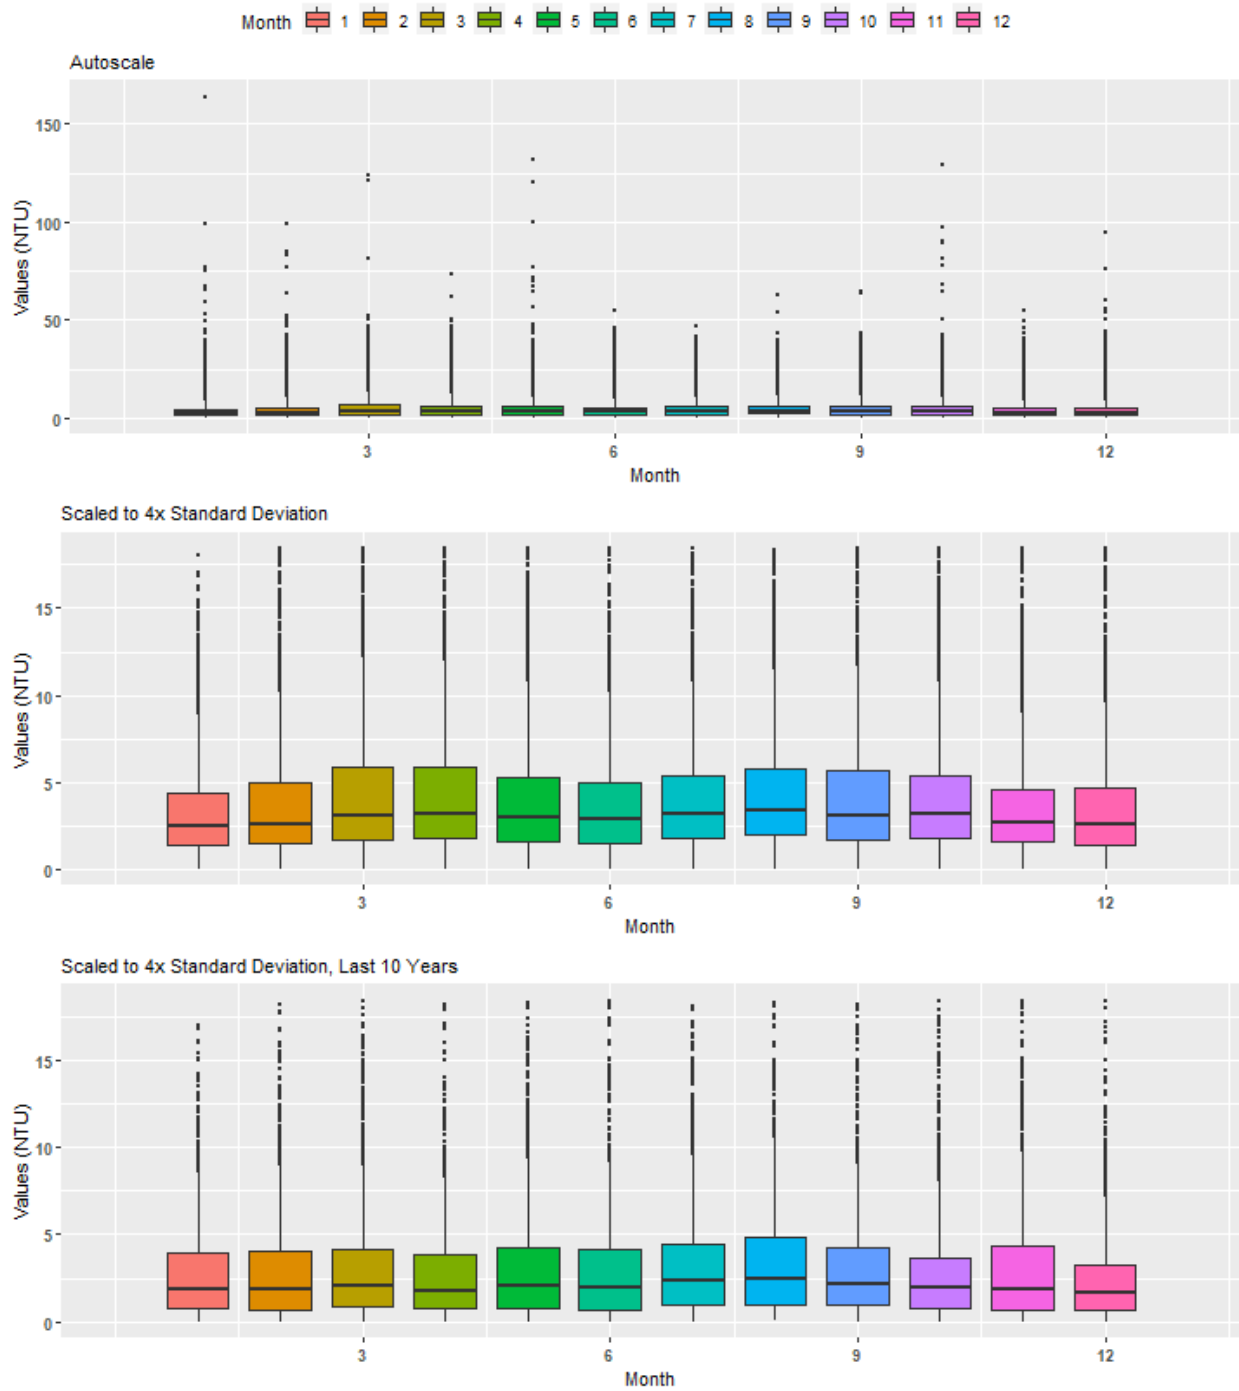 Month 1 2 3 4 5 6 7 8 9 10 11 12
Autoscale
Values (NTU)
150
100
50
0
3 6 9 12
Month
Scaled to 4x Standard Deviation
Values (NTU)
15
10
5
0
3 6 9 12
Month
Scaled to 4x Standard Deviation, Last 10 Years
Values (NTU)
15
10
5
0
3 6 9 12
Month